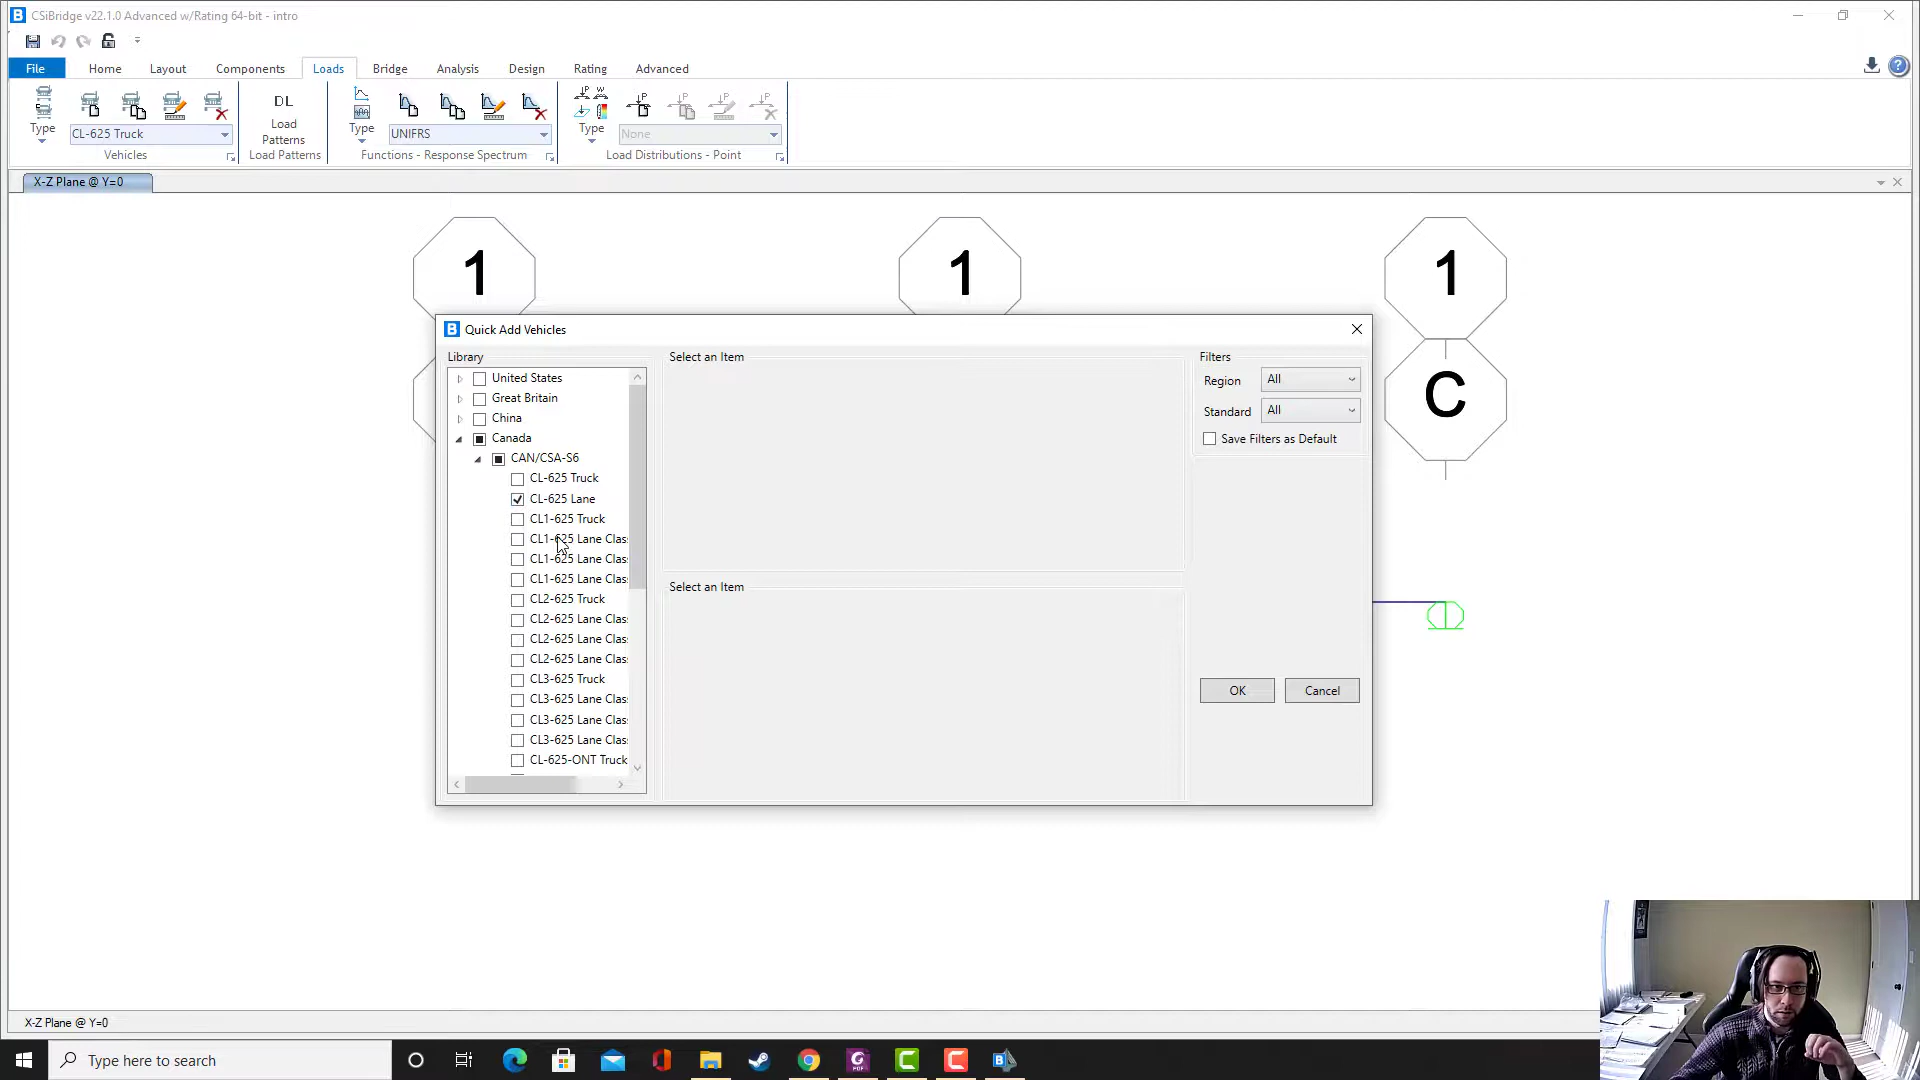 CSiBridge v22.1.0 Advanced w/Rating 64-bit - intro
File Home Layout Components Loads Bridge Analysis Design Rating Advanced
Type
CL-625 Truck
Vehicles
DL
Load
Patterns
Load Patterns
Type
UNIFRS
Functions - Response Spectrum
Type
None
Load Distributions - Point
X-Z Plane @ Y=0
1 1 1
C
Quick Add Vehicles
Library
United States
Great Britain
China
Canada
CAN/CSA-S6
CL-625 Truck
CL-625 Lane
CL1-625 Truck
CL1-625 Lane Clas
CL1-625 Lane Clas
CL1-625 Lane Clas
CL2-625 Truck
CL2-625 Lane Clas
CL2-625 Lane Clas
CL2-625 Lane Clas
CL3-625 Truck
CL3-625 Lane Clas
CL3-625 Lane Clas
CL3-625 Lane Clas
CL-625-ONT Truck
Select an Item
Select an Item
Filters
Region All
Standard All
Save Filters as Default
OK Cancel
X-Z Plane @ Y=0
Type here to search